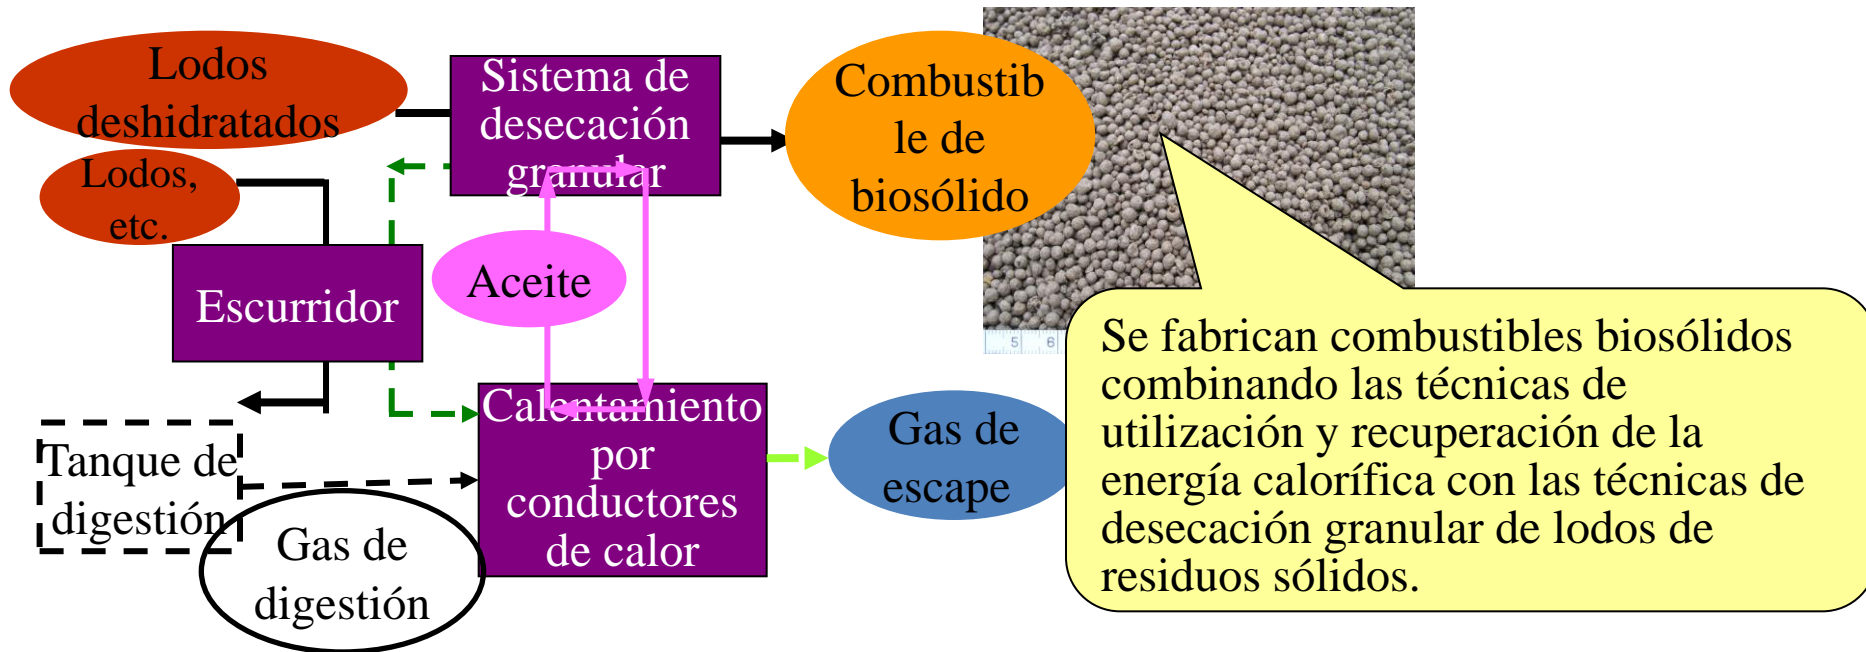 Lodos
deshidratados
Sistema de
desecación
granular
Combustib
le de
biosólido
Lodos,
etc.
Escurridor
Aceite
5 6
Se fabrican combustibles biosólidos
combinando las técnicas de
utilización y recuperación de la
energía calorífica con las técnicas de
desecación granular de lodos de
residuos sólidos.
Calentamiento
por
conductores
de calor
Gas de
escape
Tanque de
digestión
Gas de
digestión